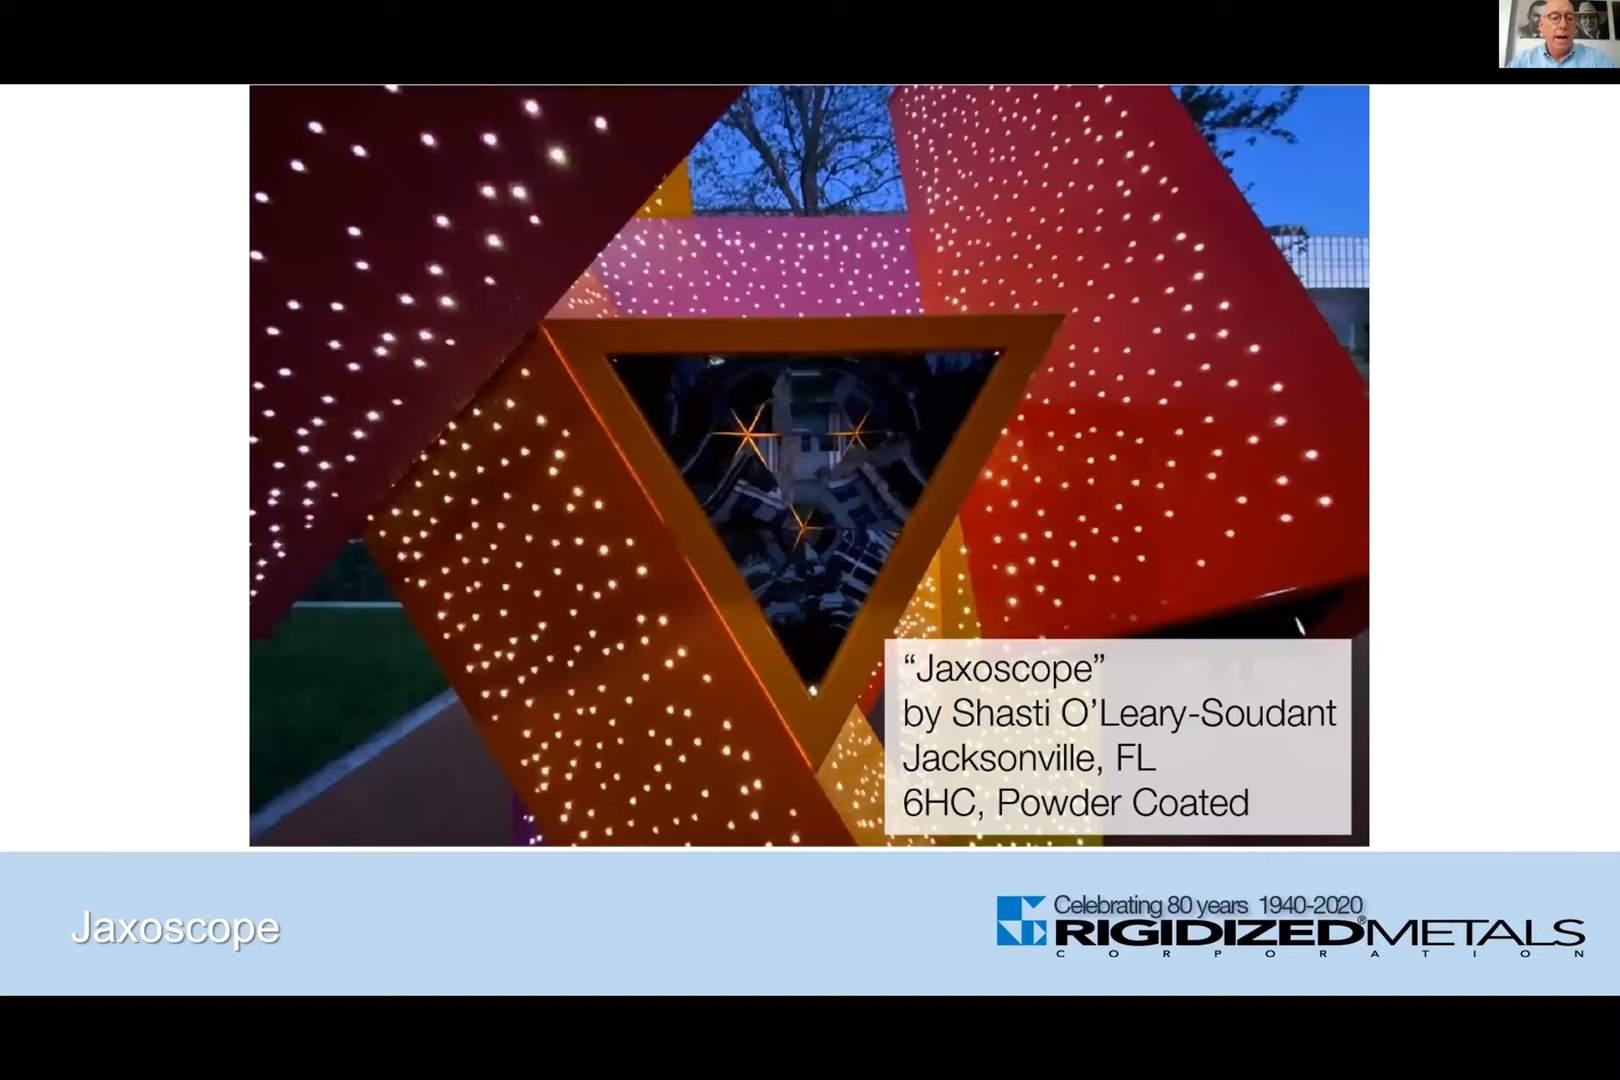 “Jaxoscope”
by Shasti O’Leary-Soudant
Jacksonville, FL
6HC, Powder Coated
Jaxoscope
Celebrating 80 years 1940-2020
RIGIDIZED®METALS
CORPORATION